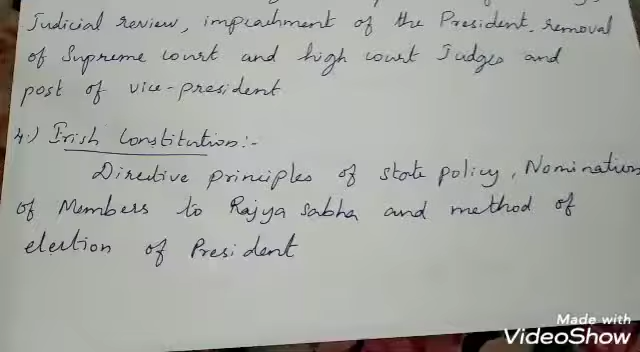 Judicial review, impeachment of the President, removal
of Supreme court and high court Judges and
post of vice-president
4.) Irish Constitution:-
Directive principles of state policy, Nomination
of Members to Rajya Sabha and method of
election of President
Made with
VideoShow